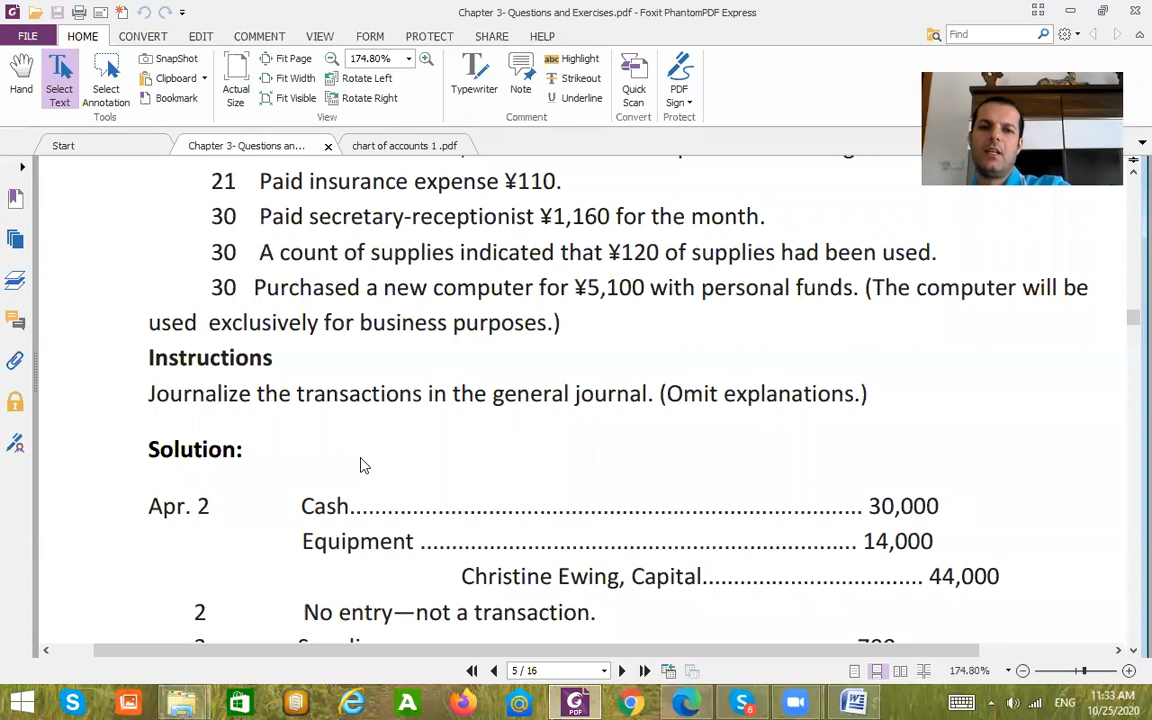 Chapter 3- Questions and Exercises.pdf - Foxit PhantomPDF Express
FILE HOME CONVERT EDIT COMMENT VIEW FORM PROTECT SHARE HELP
Find
Hand
Select Text
Select Annotation
SnapShot
Clipboard
Bookmark
Tools
Actual Size
Fit Page
Fit Width
Fit Visible
174.80%
Rotate Left
Rotate Right
View
Typewriter
Note
Highlight
Strikeout
Underline
Comment
Quick Scan
Convert
PDF Sign
Protect
Start
Chapter 3- Questions an...
chart of accounts 1 .pdf
21 Paid insurance expense ¥110.
30 Paid secretary-receptionist ¥1,160 for the month.
30 A count of supplies indicated that ¥120 of supplies had been used.
30 Purchased a new computer for ¥5,100 with personal funds. (The computer will be
used exclusively for business purposes.)
Instructions
Journalize the transactions in the general journal. (Omit explanations.)
Solution:
Apr. 2 Cash.................................................................................. 30,000
Equipment ....................................................................... 14,000
Christine Ewing, Capital.................................... 44,000
2 No entry—not a transaction.
5 / 16
174.80%
ENG
11:33 AM
10/25/2020